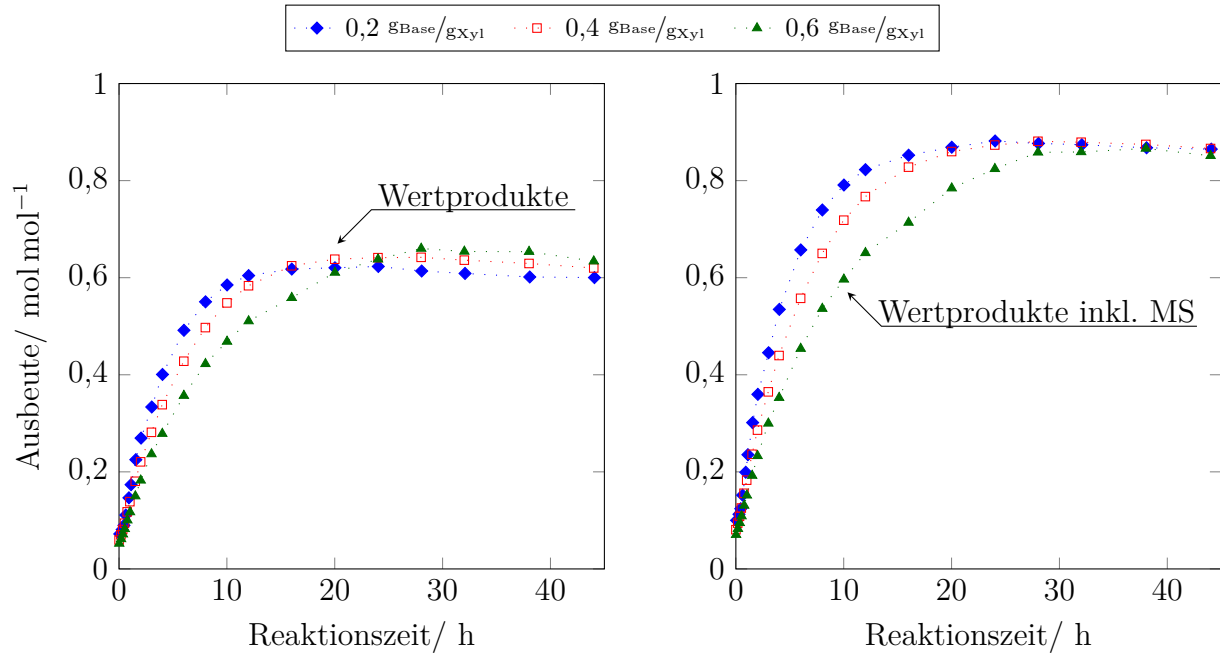 0,2 gBase/gXyl 0,4 gBase/gXyl 0,6 gBase/gXyl
1
0,8
0,6
0,4
0,2
0
0 10 20 30 40
Ausbeute/ mol mol⁻¹
Reaktionszeit/ h
Wertprodukte
1
0,8
0,6
0,4
0,2
0
0 10 20 30 40
Reaktionszeit/ h
Wertprodukte inkl. MS